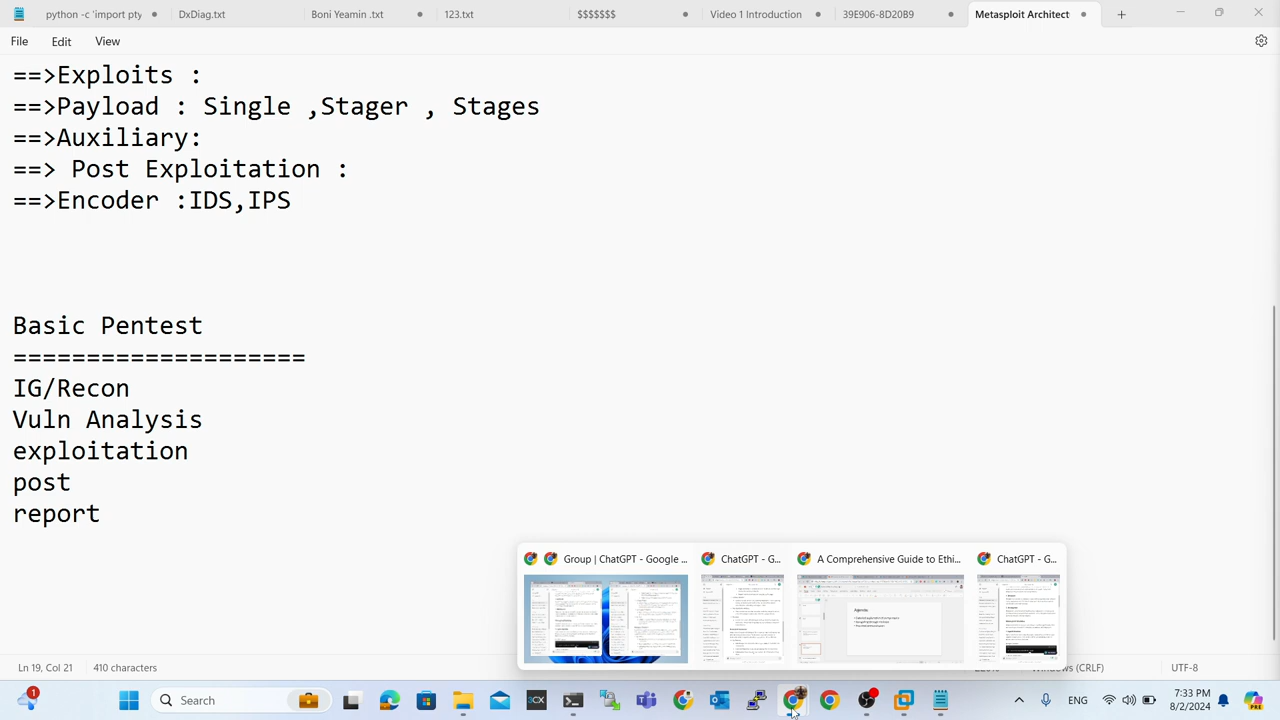 python -c 'import pty
DxDiag.txt
Boni Yeamin .txt
123.txt
$$$$$$$
Video 1 Introduction
39E906-8D20B9
Metasploit Architect
File
Edit
View
==>Exploits :
==>Payload : Single ,Stager , Stages
==>Auxiliary:
==> Post Exploitation :
==>Encoder :IDS,IPS
Basic Pentest
====================
IG/Recon
Vuln Analysis
exploitation
post
report
Group | ChatGPT - Google ...
ChatGPT - G...
A Comprehensive Guide to Ethi...
ChatGPT - G...
Agenda
Ln 19, Col 21
410 characters
(CRLF)
UTF-8
1
Search
3CX
ENG
7:33 PM
8/2/2024